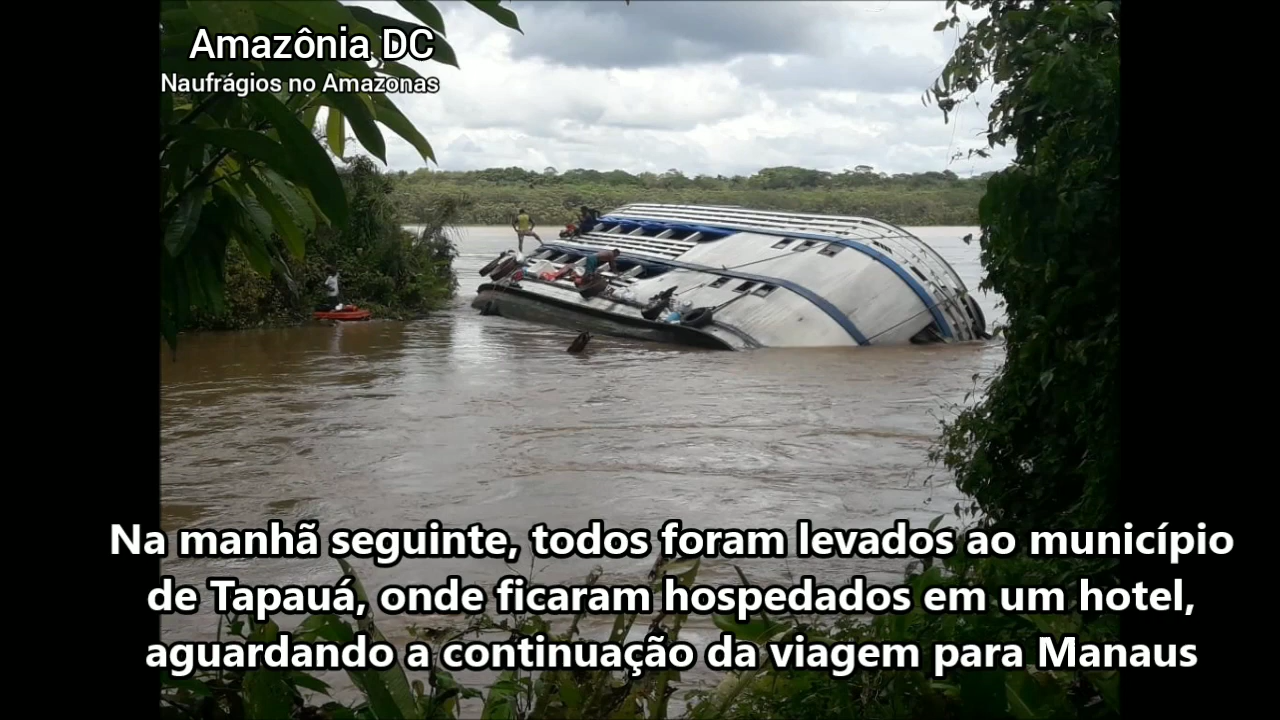 Amazônia DC
Naufrágios no Amazonas
Na manhã seguinte, todos foram levados ao município
de Tapauá, onde ficaram hospedados em um hotel,
aguardando a continuação da viagem para Manaus